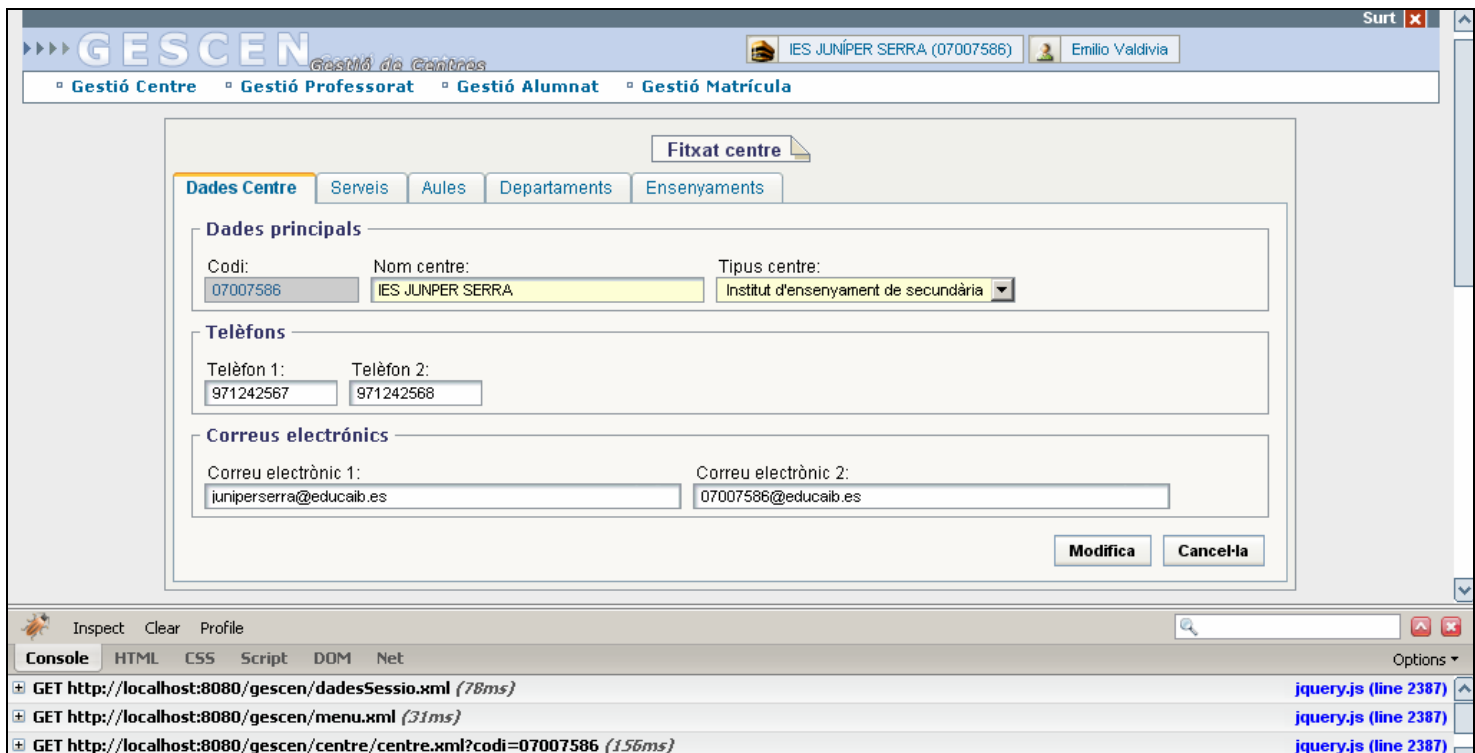 Surt
GESCEN Gestió de Centres
IES JUNÍPER SERRA (07007586) Emilio Valdivia
Gestió Centre Gestió Professorat Gestió Alumnat Gestió Matrícula
Fitxat centre
Dades Centre Serveis Aules Departaments Ensenyaments
Dades principals
Codi: Nom centre: Tipus centre:
07007586 IES JUNPER SERRA Institut d'ensenyament de secundària
Telèfons
Telèfon 1: Telèfon 2:
971242567 971242568
Correus electrónics
Correu electrònic 1: Correu electrònic 2:
juniperserra@educaib.es 07007586@educaib.es
Modifica Cancel·la
Inspect Clear Profile
Console HTML CSS Script DOM Net Options
GET http://localhost:8080/gescen/dadesSessio.xml (78ms) jquery.js (line 2387)
GET http://localhost:8080/gescen/menu.xml (31ms) jquery.js (line 2387)
GET http://localhost:8080/gescen/centre/centre.xml?codi=07007586 (156ms) jquery.js (line 2387)